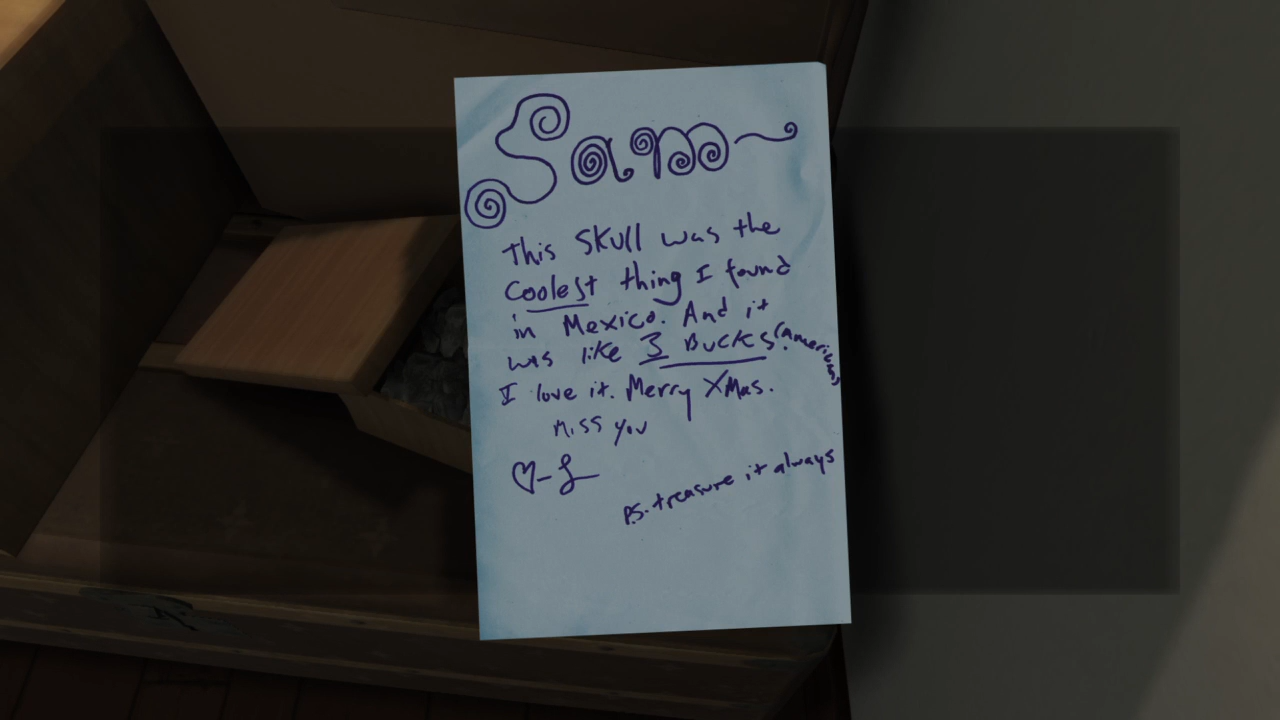 Sam
This Skull was the
Coolest thing I found
in Mexico. And it
was like 3 BUCKS. (American)
I love it. Merry XMas.
Miss you
♡-L
P.S. treasure it always